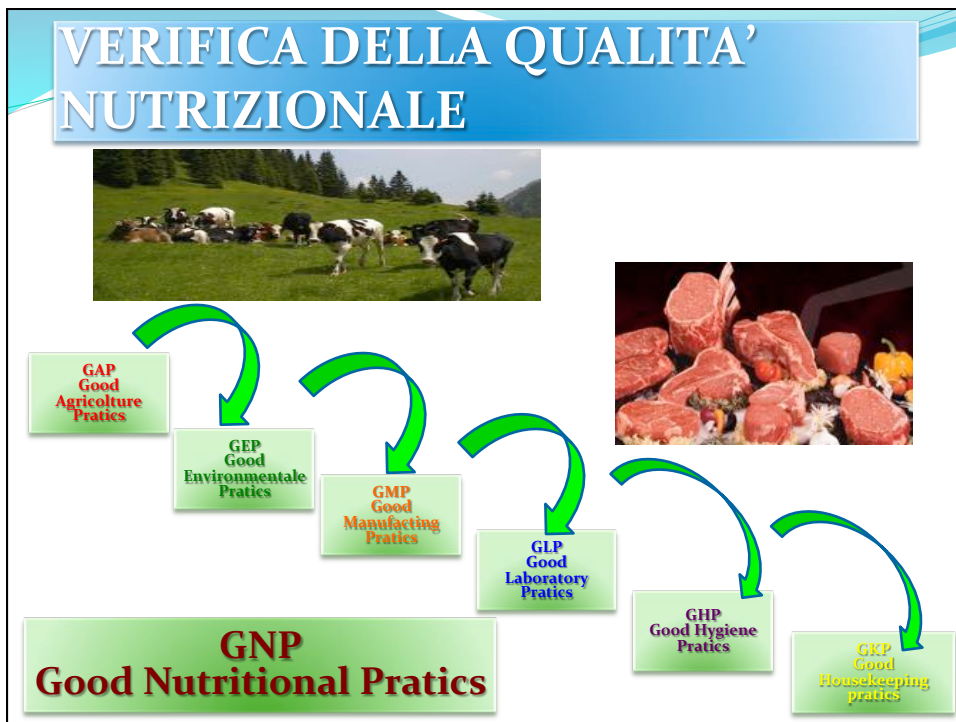 VERIFICA DELLA QUALITA’
NUTRIZIONALE
GAP
Good
Agricolture
Pratics
GEP
Good
Environmentale
Pratics
GMP
Good
Manufacting
Pratics
GLP
Good
Laboratory
Pratics
GHP
Good Hygiene
Pratics
GKP
Good
Housekeeping
pratics
GNP
Good Nutritional Pratics